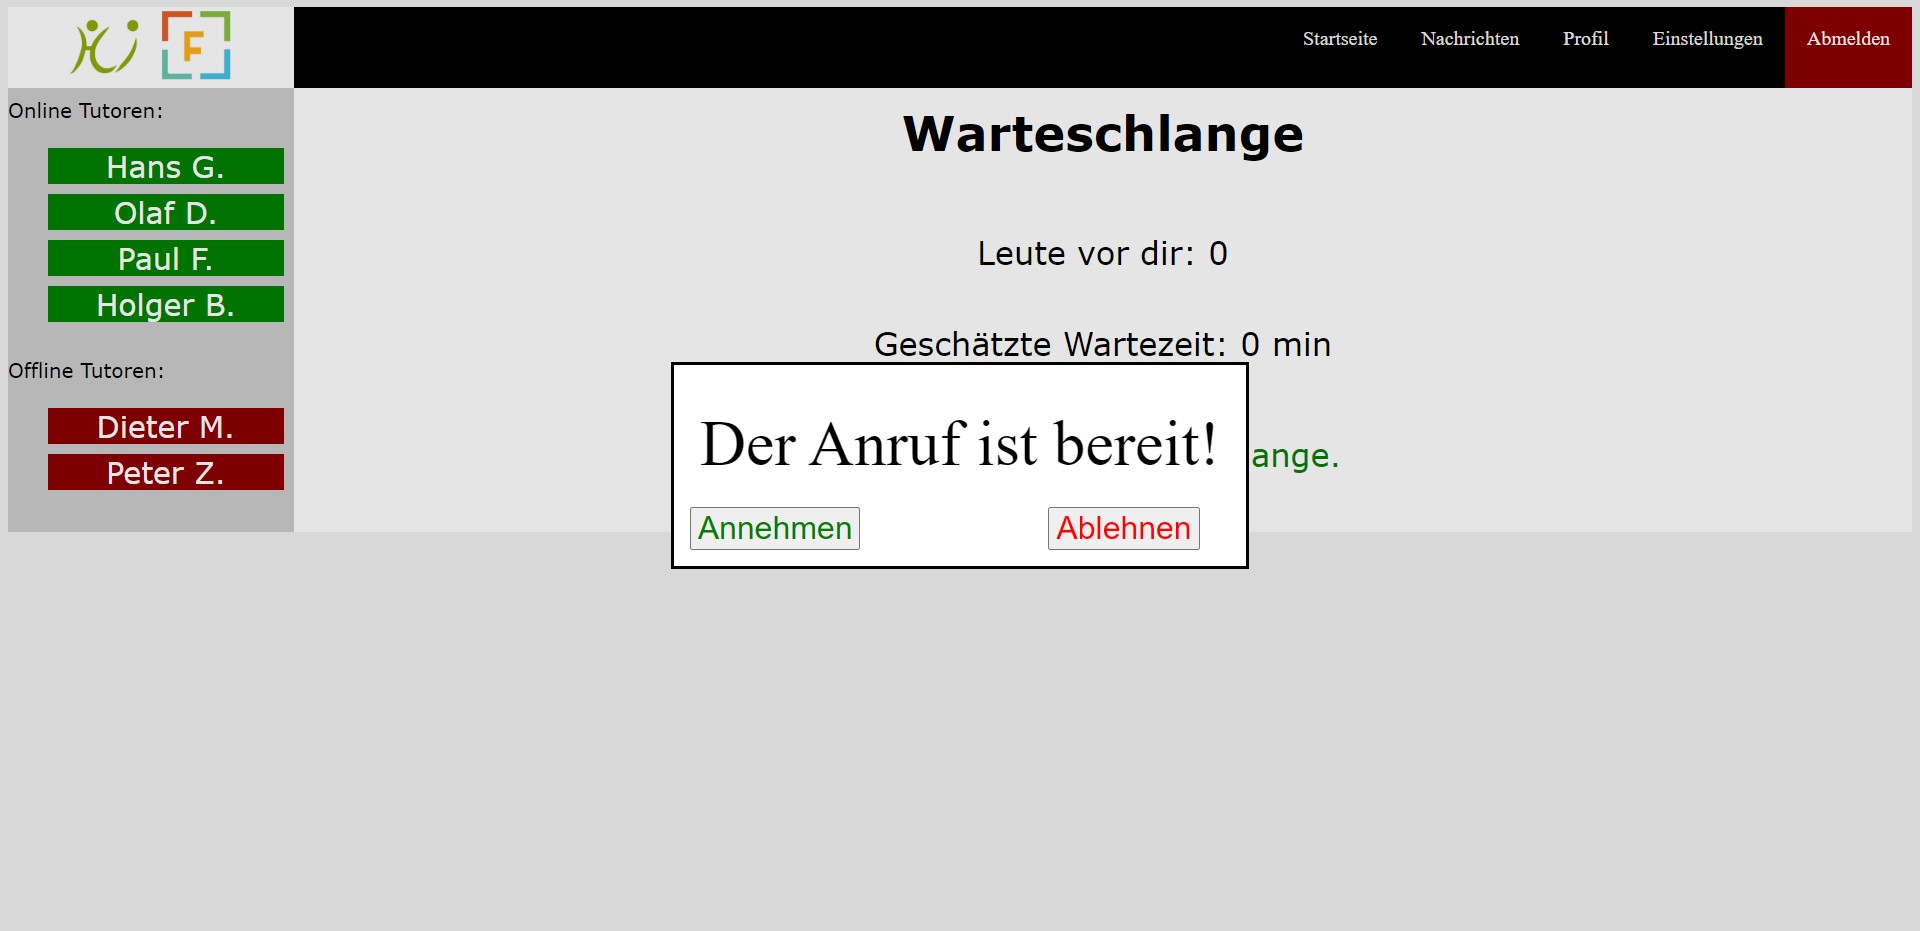 F
Startseite Nachrichten Profil Einstellungen Abmelden
Online Tutoren:
Hans G.
Olaf D.
Paul F.
Holger B.
Offline Tutoren:
Dieter M.
Peter Z.
Warteschlange
Leute vor dir: 0
Geschätzte Wartezeit: 0 min
ange.
Der Anruf ist bereit!
Annehmen Ablehnen